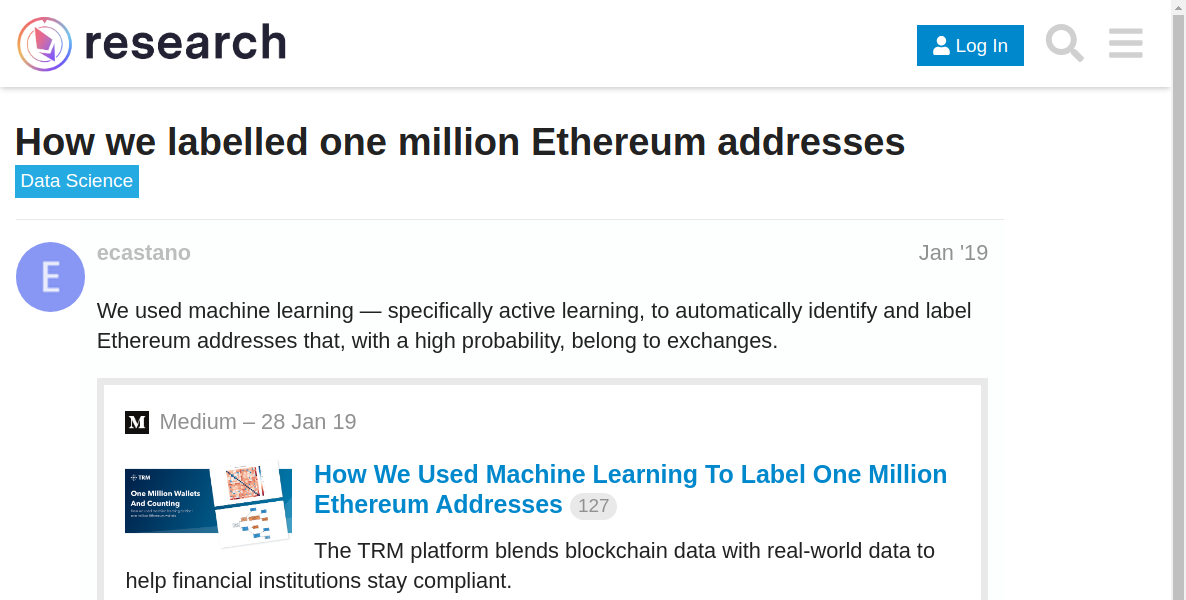 research
Log In
How we labelled one million Ethereum addresses
Data Science
E
ecastano
Jan '19
We used machine learning — specifically active learning, to automatically identify and label
Ethereum addresses that, with a high probability, belong to exchanges.
M
Medium – 28 Jan 19
TRM
One Million Wallets
And Counting
How We Used Machine Learning To Label One Million
Ethereum Addresses 127
The TRM platform blends blockchain data with real-world data to
help financial institutions stay compliant.